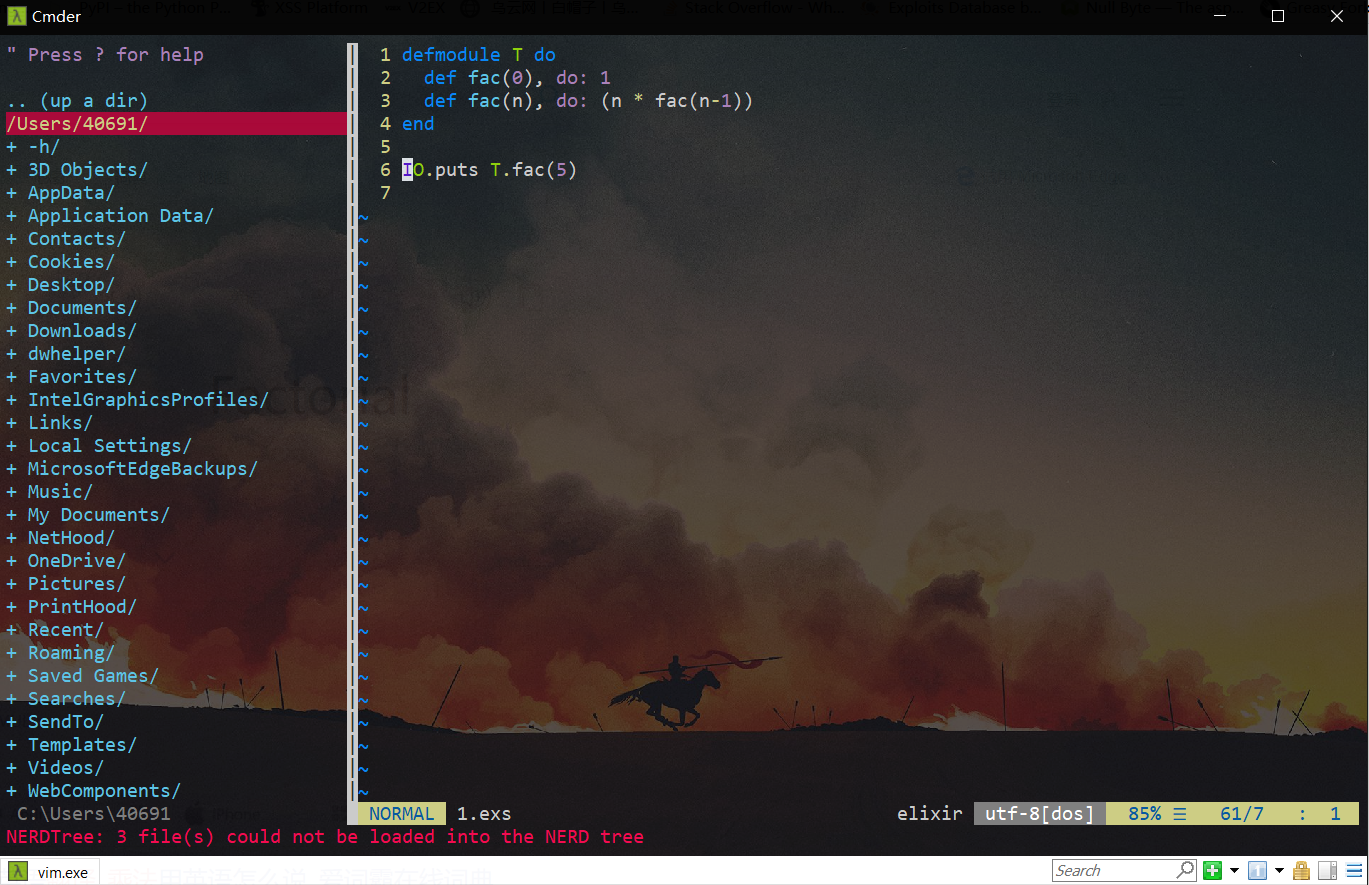 Cmder
" Press ? for help
.. (up a dir)
/Users/40691/
+ -h/
+ 3D Objects/
+ AppData/
+ Application Data/
+ Contacts/
+ Cookies/
+ Desktop/
+ Documents/
+ Downloads/
+ dwhelper/
+ Favorites/
+ IntelGraphicsProfiles/
+ Links/
+ Local Settings/
+ MicrosoftEdgeBackups/
+ Music/
+ My Documents/
+ NetHood/
+ OneDrive/
+ Pictures/
+ PrintHood/
+ Recent/
+ Roaming/
+ Saved Games/
+ Searches/
+ SendTo/
+ Templates/
+ Videos/
+ WebComponents/
C:\Users\40691
1 defmodule T do
2   def fac(0), do: 1
3   def fac(n), do: (n * fac(n-1))
4 end
5
6 IO.puts T.fac(5)
7
Factorial
NORMAL 1.exs elixir utf-8[dos] 85% ☰ 61/7 : 1
NERDTree: 3 file(s) could not be loaded into the NERD tree
vim.exe
Search